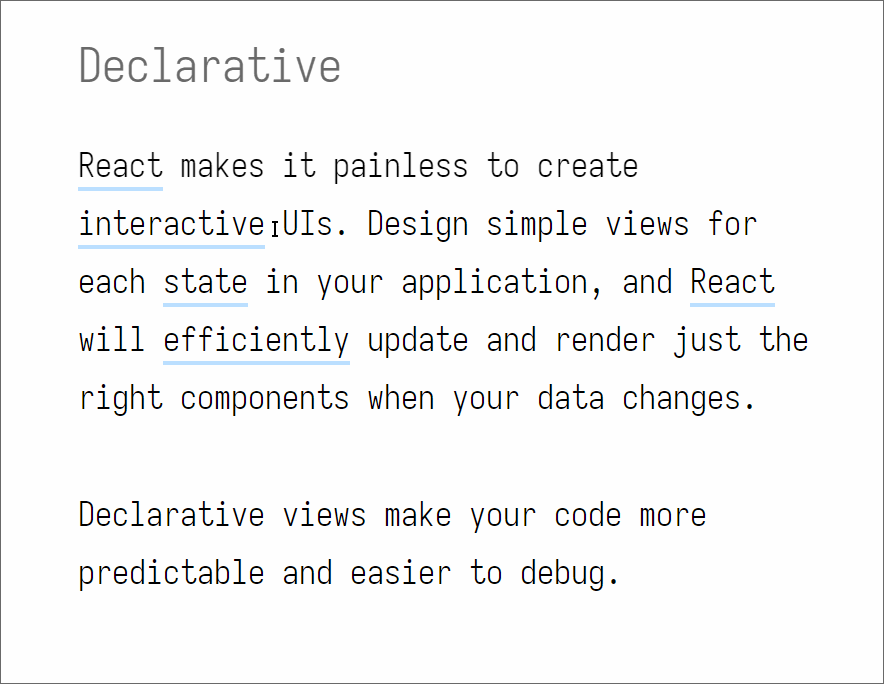 Declarative
React makes it painless to create
interactive UIs. Design simple views for
each state in your application, and React
will efficiently update and render just the
right components when your data changes.
Declarative views make your code more
predictable and easier to debug.